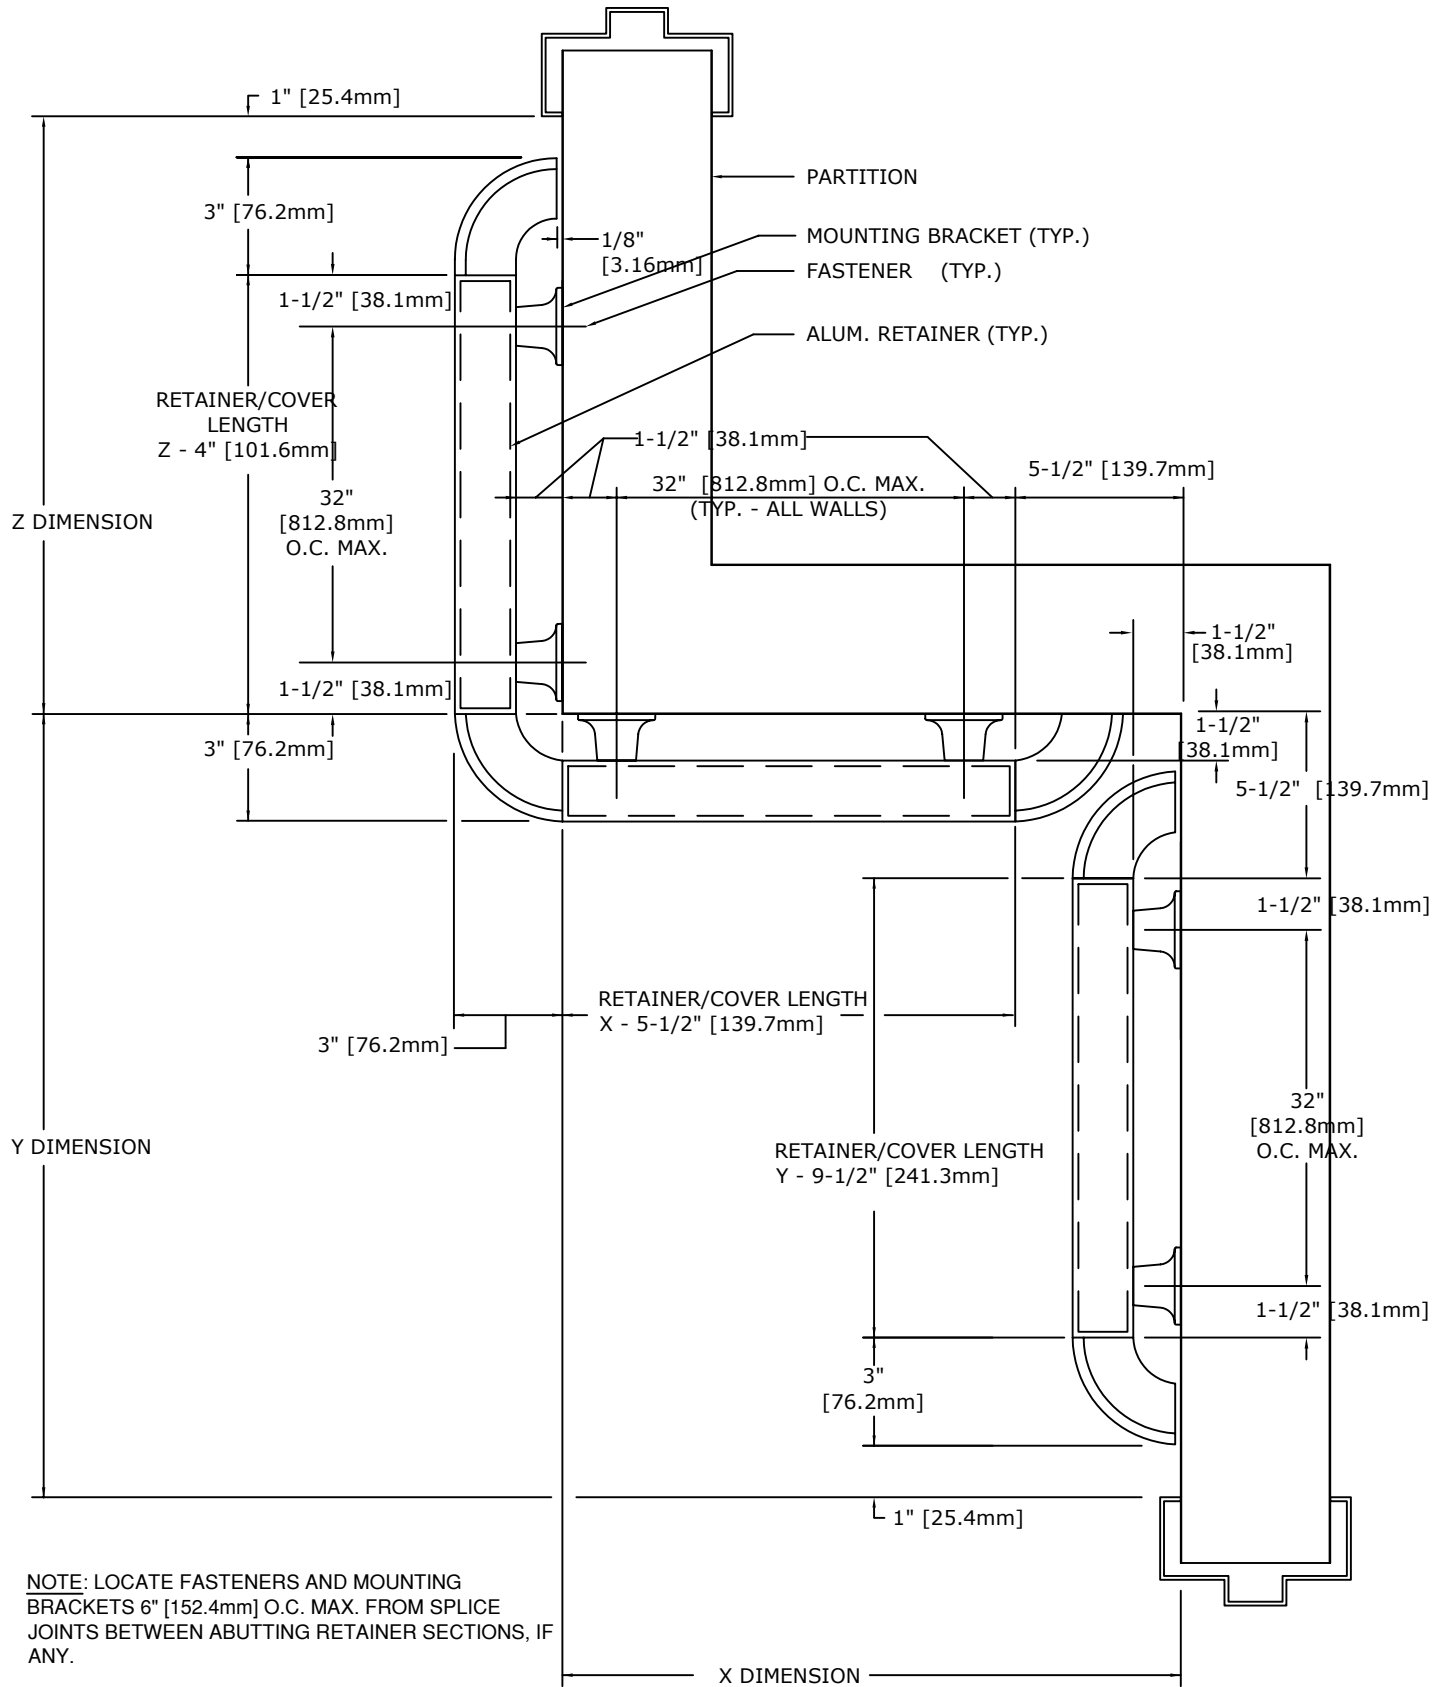 1" [25.4mm]
PARTITION
3" [76.2mm]
MOUNTING BRACKET (TYP.)
1/8"
[3.16mm]
FASTENER (TYP.)
1-1/2" [38.1mm]
ALUM. RETAINER (TYP.)
RETAINER/COVER
LENGTH
Z - 4" [101.6mm]
1-1/2" [38.1mm]
5-1/2" [139.7mm]
32" [812.8mm] O.C. MAX.
(TYP. - ALL WALLS)
32"
[812.8mm]
O.C. MAX.
Z DIMENSION
1-1/2"
[38.1mm]
1-1/2" [38.1mm]
1-1/2"
[38.1mm]
3" [76.2mm]
5-1/2" [139.7mm]
1-1/2" [38.1mm]
RETAINER/COVER LENGTH
X - 5-1/2" [139.7mm]
3" [76.2mm]
32"
[812.8mm]
O.C. MAX.
Y DIMENSION
RETAINER/COVER LENGTH
Y - 9-1/2" [241.3mm]
1-1/2" [38.1mm]
3"
[76.2mm]
1" [25.4mm]
NOTE: LOCATE FASTENERS AND MOUNTING
BRACKETS 6" [152.4mm] O.C. MAX. FROM SPLICE
JOINTS BETWEEN ABUTTING RETAINER SECTIONS, IF
ANY.
X DIMENSION